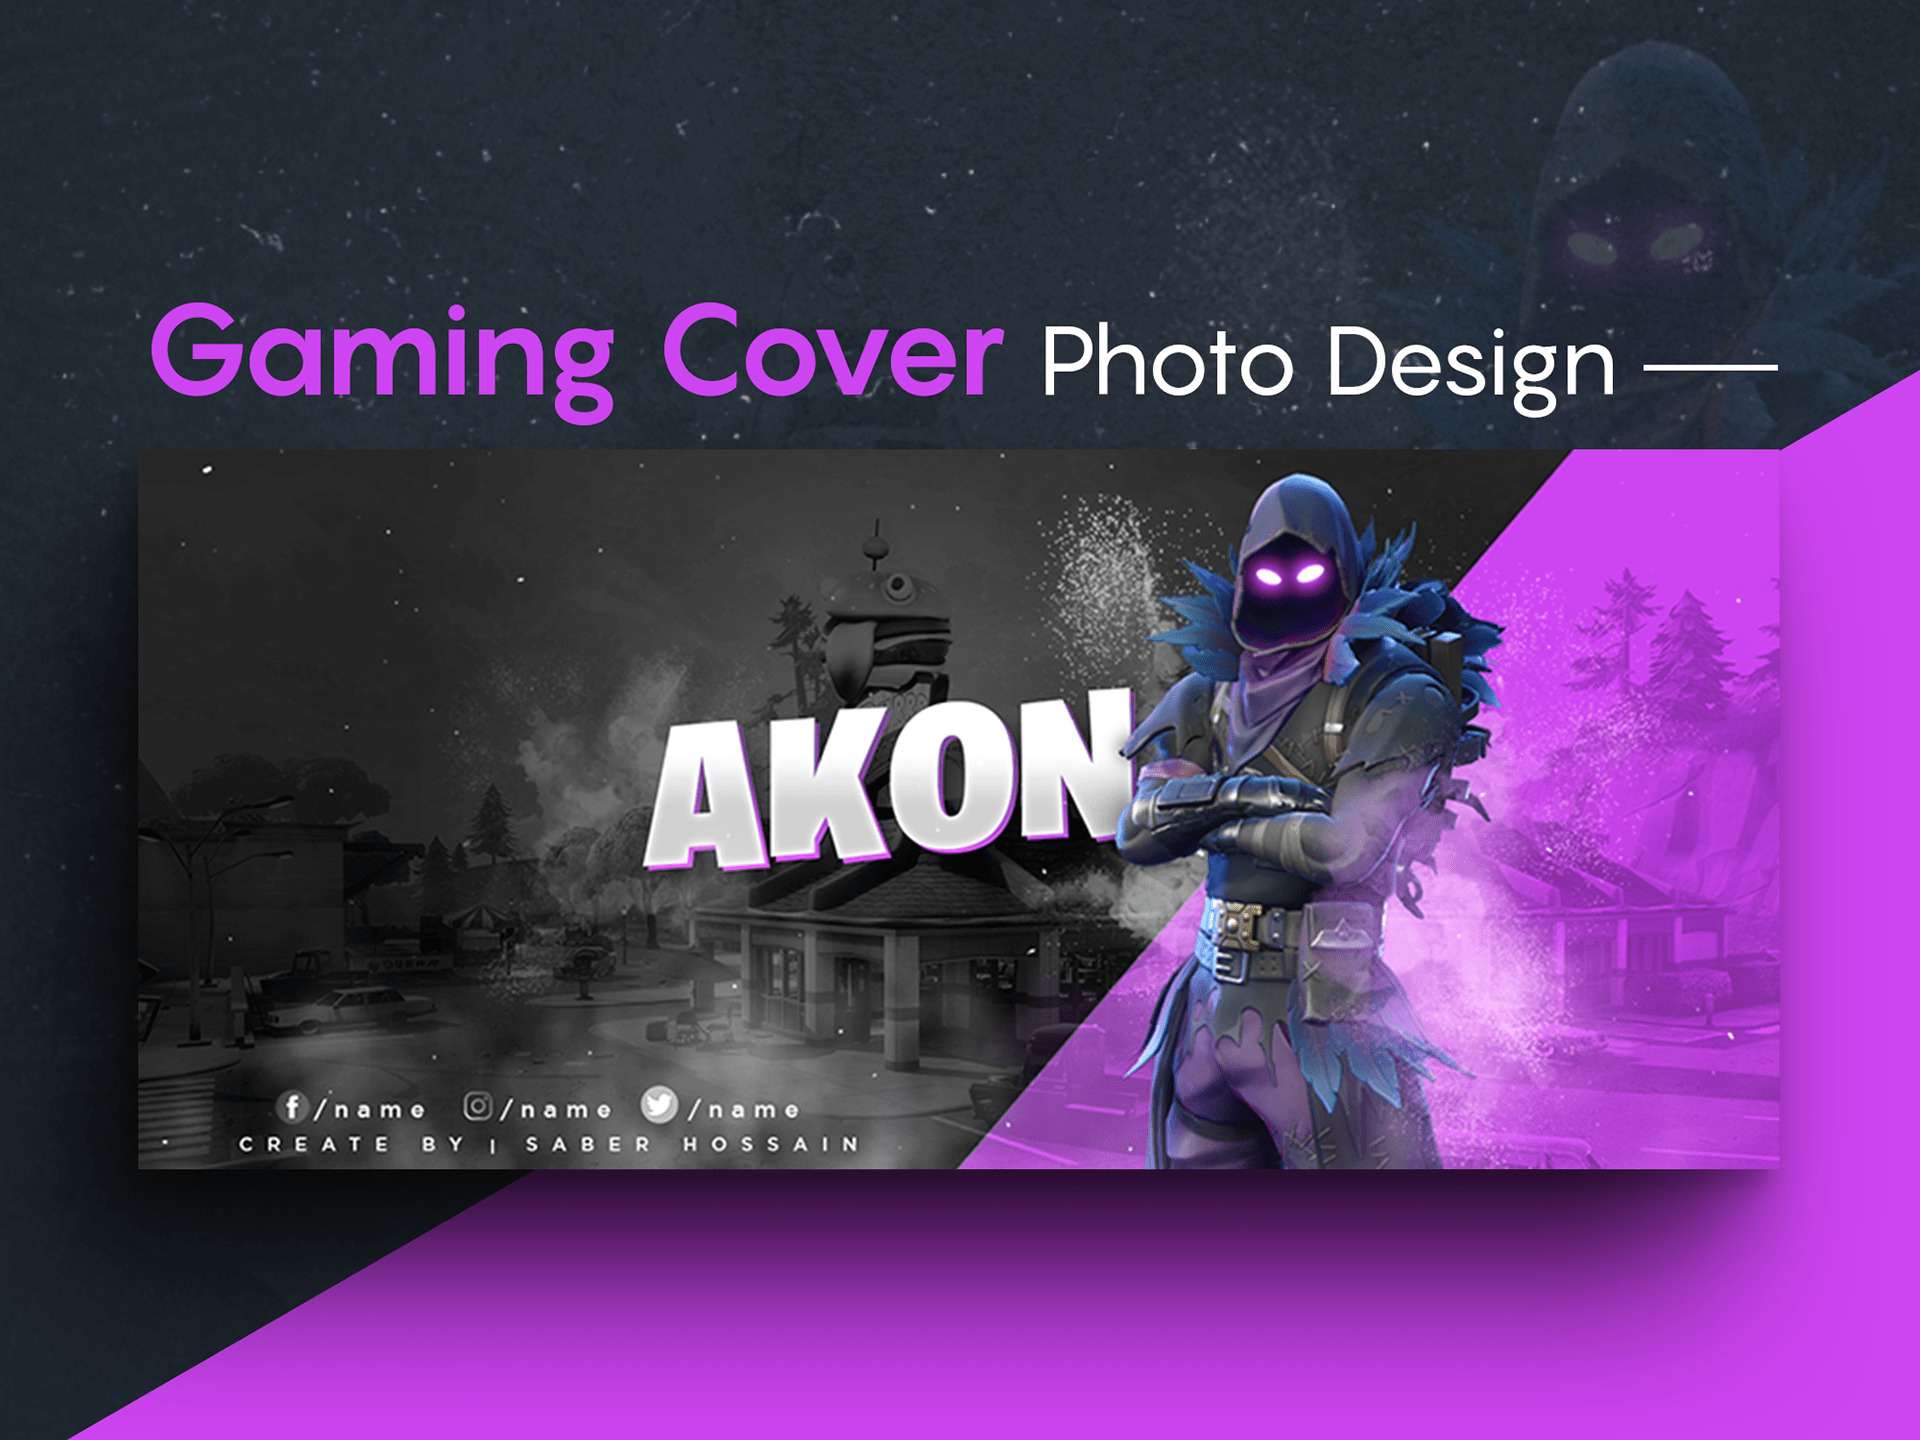 Gaming Cover Photo Design
AKON
/name /name /name
CREATE BY | SABER HOSSAIN